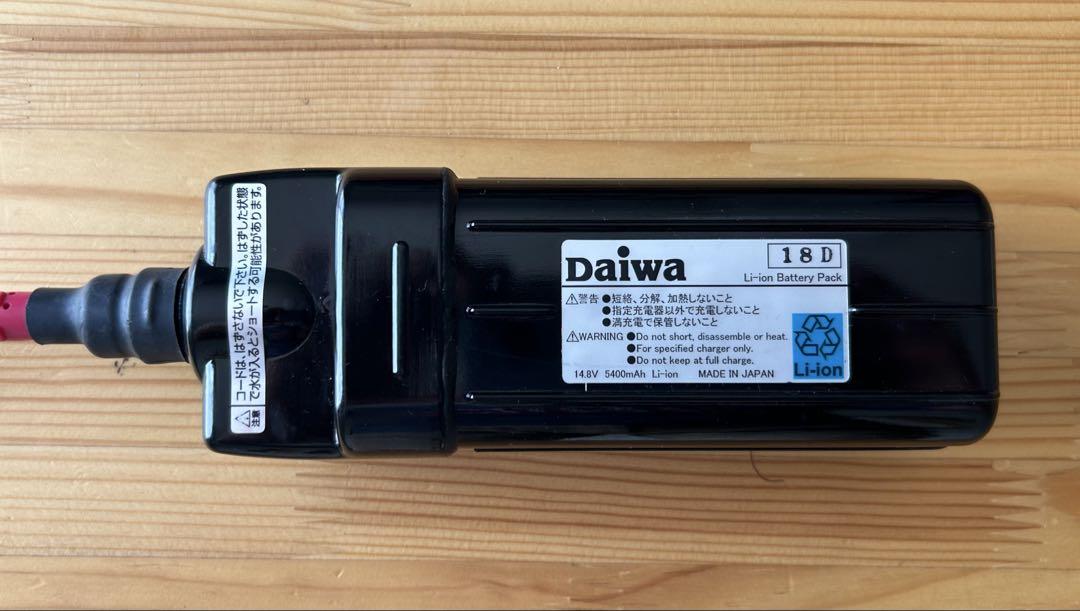 コードは、はずさないで下さい。はずした状態
で水が入るとショートする可能性があります。
注意
Daiwa
18D
Li-ion Battery Pack
警告 ●短絡、分解、加熱しないこと
●指定充電器以外で充電しないこと
●満充電で保管しないこと
WARNING ●Do not short, disassemble or heat.
●For specified charger only.
●Do not keep at full charge.
14.8V 5400mAh Li-ion MADE IN JAPAN
Li-ion